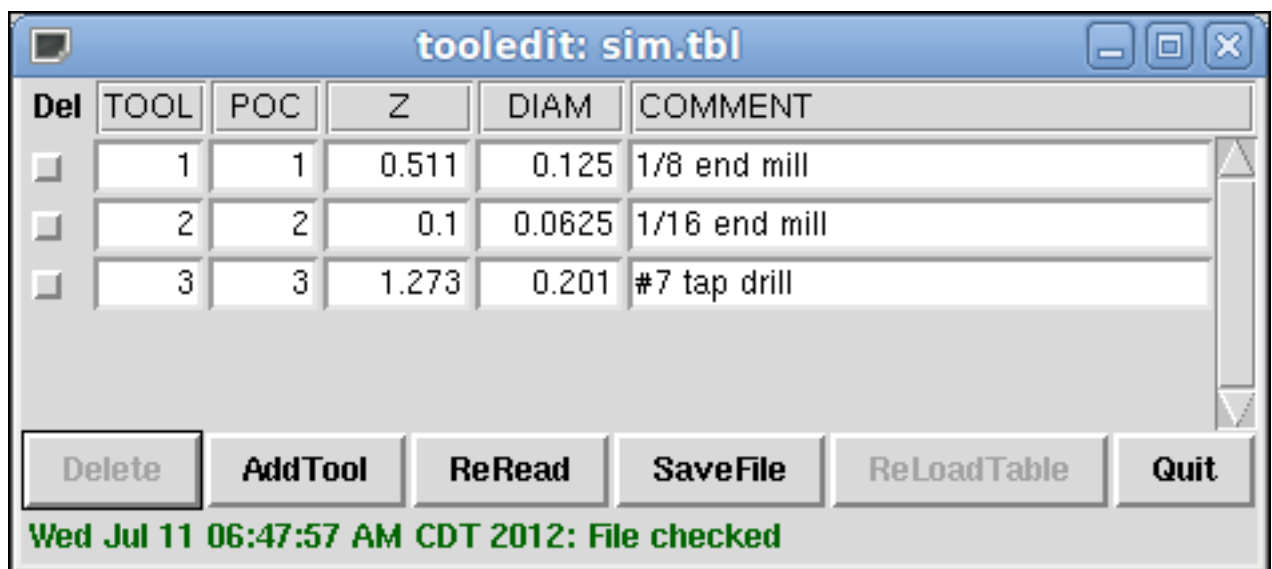 tooledit: sim.tbl
Del TOOL POC Z DIAM COMMENT
1 1 0.511 0.125 1/8 end mill
2 2 0.1 0.0625 1/16 end mill
3 3 1.273 0.201 #7 tap drill
Delete AddTool ReRead SaveFile ReLoadTable Quit
Wed Jul 11 06:47:57 AM CDT 2012: File checked